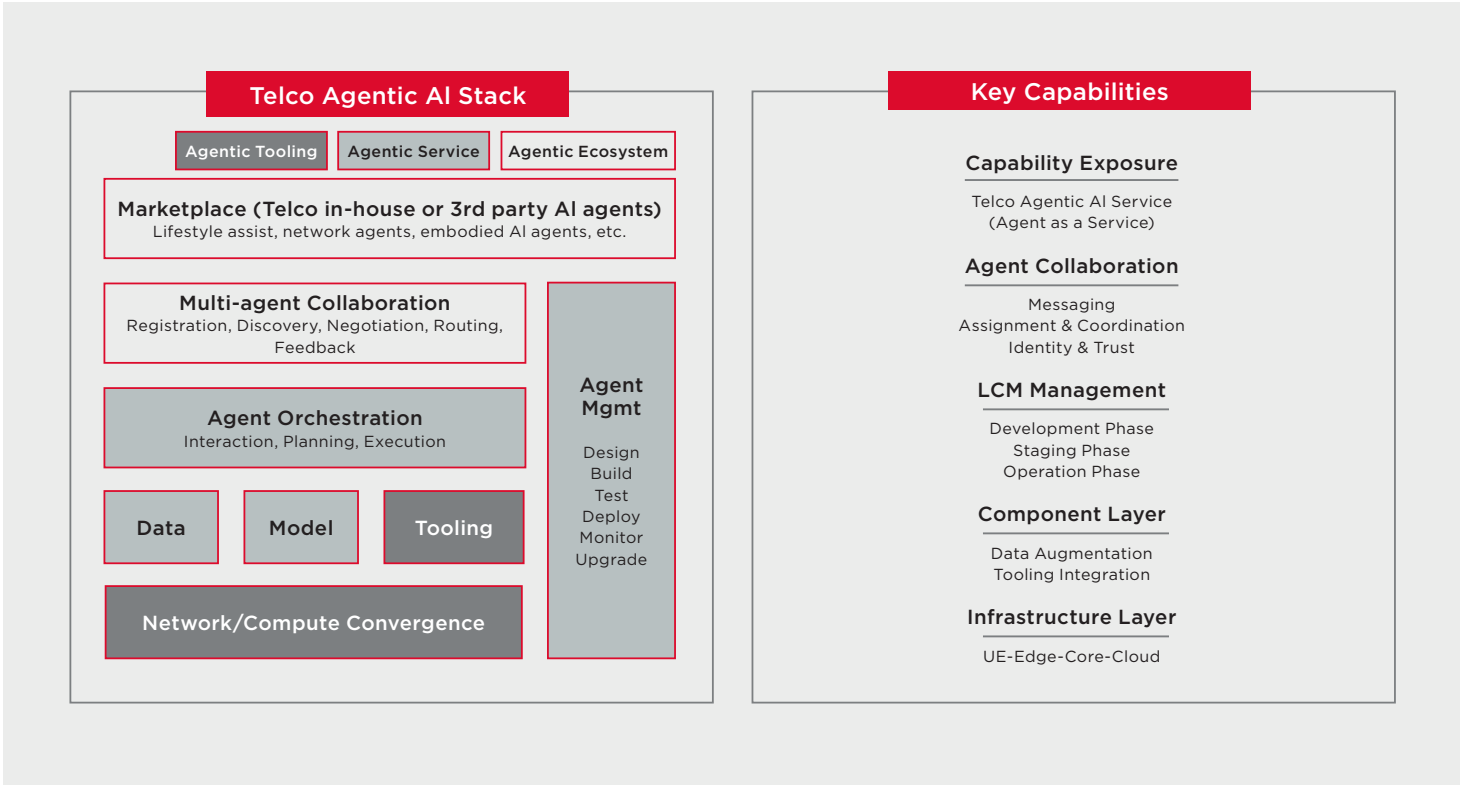 Telco Agentic AI Stack
Agentic Tooling
Agentic Service
Agentic Ecosystem
Marketplace (Telco in-house or 3rd party AI agents)
Lifestyle assist, network agents, embodied AI agents, etc.
Multi-agent Collaboration
Registration, Discovery, Negotiation, Routing,
Feedback
Agent Orchestration
Interaction, Planning, Execution
Data
Model
Tooling
Network/Compute Convergence
Agent
Mgmt
Design
Build
Test
Deploy
Monitor
Upgrade
Key Capabilities
Capability Exposure
Telco Agentic AI Service
(Agent as a Service)
Agent Collaboration
Messaging
Assignment & Coordination
Identity & Trust
LCM Management
Development Phase
Staging Phase
Operation Phase
Component Layer
Data Augmentation
Tooling Integration
Infrastructure Layer
UE-Edge-Core-Cloud